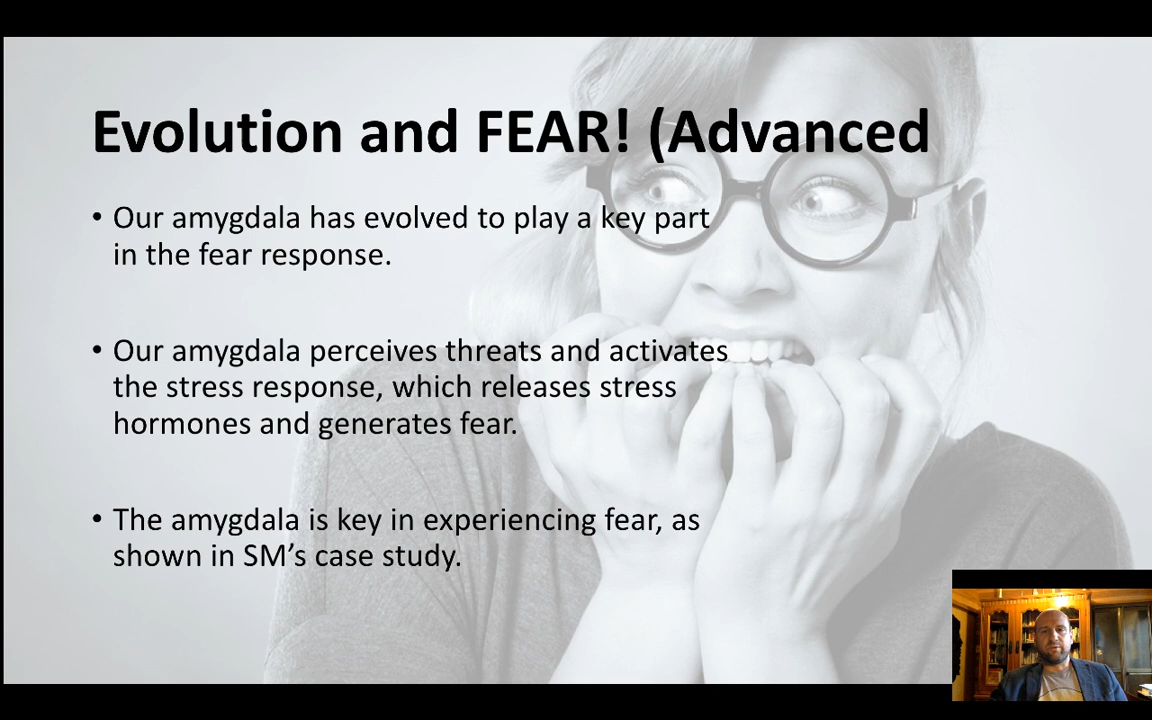 Evolution and FEAR! (Advanced
• Our amygdala has evolved to play a key part
in the fear response.
• Our amygdala perceives threats and activates
the stress response, which releases stress
hormones and generates fear.
• The amygdala is key in experiencing fear, as
shown in SM’s case study.